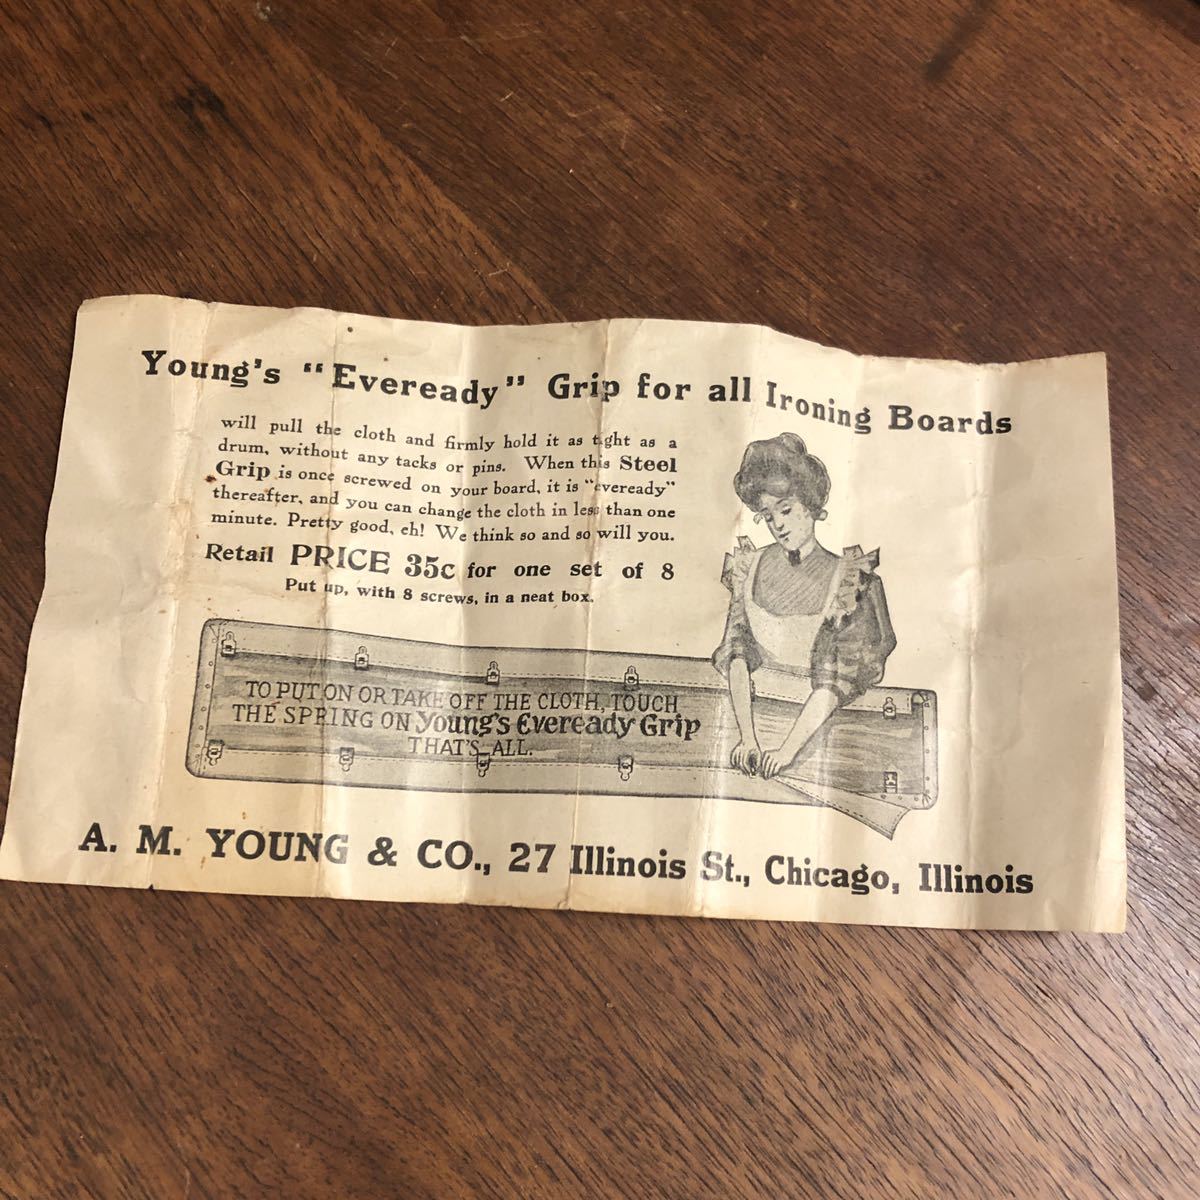 Young's "Eveready" Grip for all Ironing Boards
will pull the cloth and firmly hold it as tight as a
drum, without any tacks or pins. When this Steel
Grip is once screwed on your board, it is "eveready"
thereafter, and you can change the cloth in less than one
minute. Pretty good, eh! We think so and so will you.
Retail PRICE 35c for one set of 8
Put up, with 8 screws, in a neat box.
TO PUT ON OR TAKE OFF THE CLOTH, TOUCH
THE SPRING ON Young's Eveready Grip
THAT'S ALL.
A. M. YOUNG & CO., 27 Illinois St., Chicago, Illinois